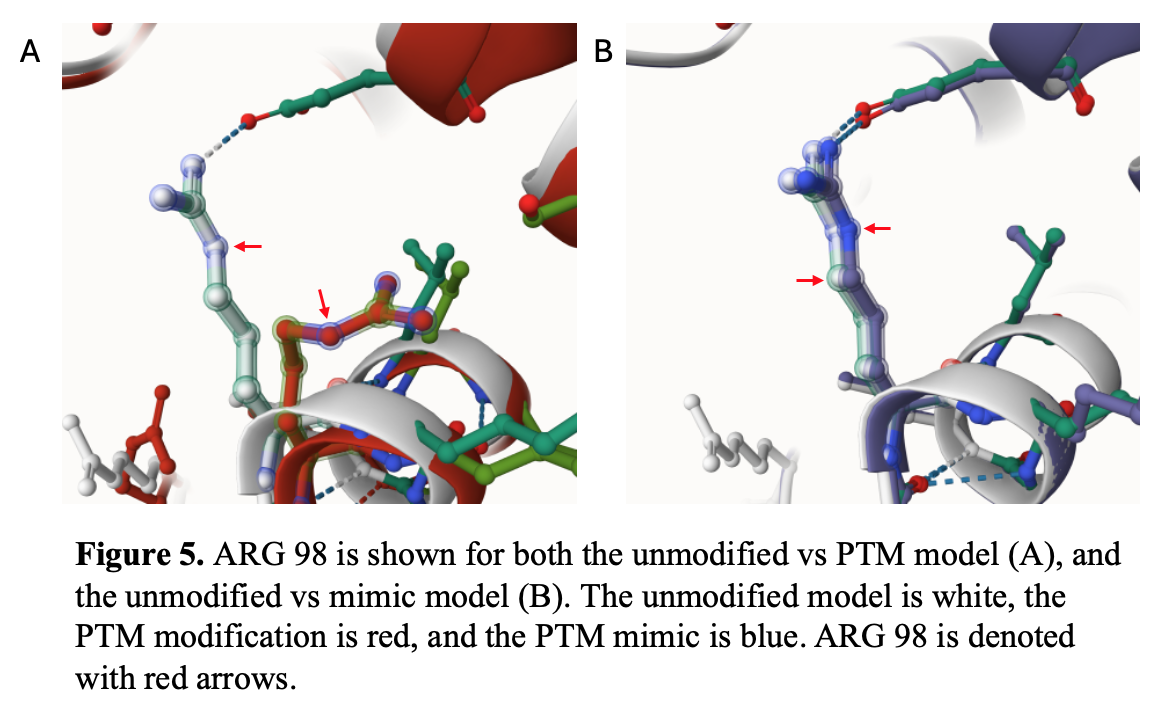 A B
Figure 5. ARG 98 is shown for both the unmodified vs PTM model (A), and
the unmodified vs mimic model (B). The unmodified model is white, the
PTM modification is red, and the PTM mimic is blue. ARG 98 is denoted
with red arrows.